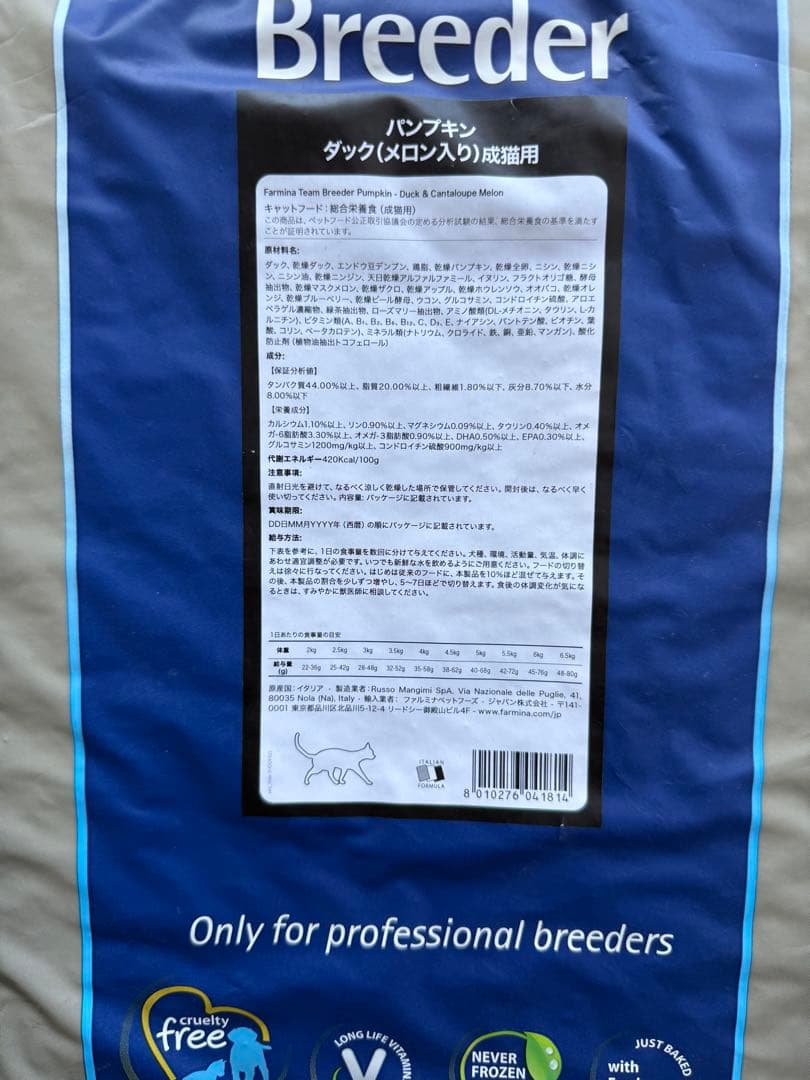 Breeder
パンプキン
ダック(メロン入り)成猫用
Farmina Team Breeder Pumpkin - Duck & Cantaloupe Melon
キャットフード:総合栄養食(成猫用)
この商品は、ペットフード公正取引協議会の定める分析試験の結果、総合栄養食の基準を満たす
ことが証明されています。
原材料名:
ダック、乾燥ダック、エンドウ豆デンプン、鶏脂、乾燥パンプキン、乾燥全卵、ニシン、乾燥ニシ
ン、ニシン油、乾燥ニンジン、天日乾燥アルファルファミール、イヌリン、フラクトオリゴ糖、酵母
抽出物、乾燥マスクメロン、乾燥ザクロ、乾燥アップル、乾燥ホウレンソウ、オオバコ、乾燥オレ
ンジ、乾燥ブルーベリー、乾燥ビール酵母、ウコン、グルコサミン、コンドロイチン硫酸、アロエ
ベラゲル濃縮物、緑茶抽出物、ローズマリー抽出物、アミノ酸類(DL-メチオニン、タウリン、L-カ
ルニチン)、ビタミン類(A、B₁、B₂、B₆、B₁₂、C、D₃、E、ナイアシン、パントテン酸、ビオチン、葉
酸、コリン、ベータカロテン)、ミネラル類(ナトリウム、クロライド、鉄、銅、亜鉛、マンガン)、酸化
防止剤(植物油抽出トコフェロール)
成分:
【保証分析値】
タンパク質44.00%以上、脂質20.00%以上、粗繊維1.80%以下、灰分8.70%以下、水分
8.00%以下
【栄養成分】
カルシウム1.10%以上、リン0.90%以上、マグネシウム0.09%以上、タウリン0.40%以上、オメ
ガ-6脂肪酸3.30%以上、オメガ-3脂肪酸0.90%以上、DHA0.50%以上、EPA0.30%以上、
グルコサミン1200mg/kg以上、コンドロイチン硫酸900mg/kg以上
代謝エネルギー420Kcal/100g
注意事項:
直射日光を避けて、なるべく涼しく乾燥した場所で保管してください。開封後は、なるべく早く
使い切ってください。内容量: パッケージに記載されています。
賞味期限:
DD日MM月YYYY年(西暦)の順にパッケージに記載されています。
給与方法:
下表を参考に、1日の食事量を数回に分けて与えてください。犬種、環境、活動量、気温、体調に
あわせ適宜調整が必要です。いつでも新鮮な水を飲めるようにご用意ください。フードの切り替
えは徐々に行なってください。はじめは従来のフードに、本製品を10%ほど混ぜて与えます。そ
の後、本製品の割合を少しずつ増やし、5~7日ほどで切り替えます。食後の体調変化が気にな
るときは、すみやかに獣医師に相談してください。
1日あたりの食事量の目安
体重 2kg 2.5kg 3kg 3.5kg 4kg 4.5kg 5kg 5.5kg 6kg 6.5kg
給与量(g) 22-36g 25-42g 28-48g 32-52g 35-58g 38-62g 40-68g 42-72g 45-76g 48-80g
原産国:イタリア - 製造業者:Russo Mangimi SpA, Via Nazionale delle Puglie, 41,
80035 Nola (Na), Italy - 輸入業者: ファルミナペットフーズ・ジャパン株式会社 - 〒141-
0001 東京都品川区北品川5-12-4 リードシー御殿山ビル4F - www.farmina.com/jp
ITALIAN
FORMULA
8 010276 041814
Only for professional breeders
cruelty
free
LONG LIFE VITAMIN
NEVER
FROZEN
JUST BAKED
with